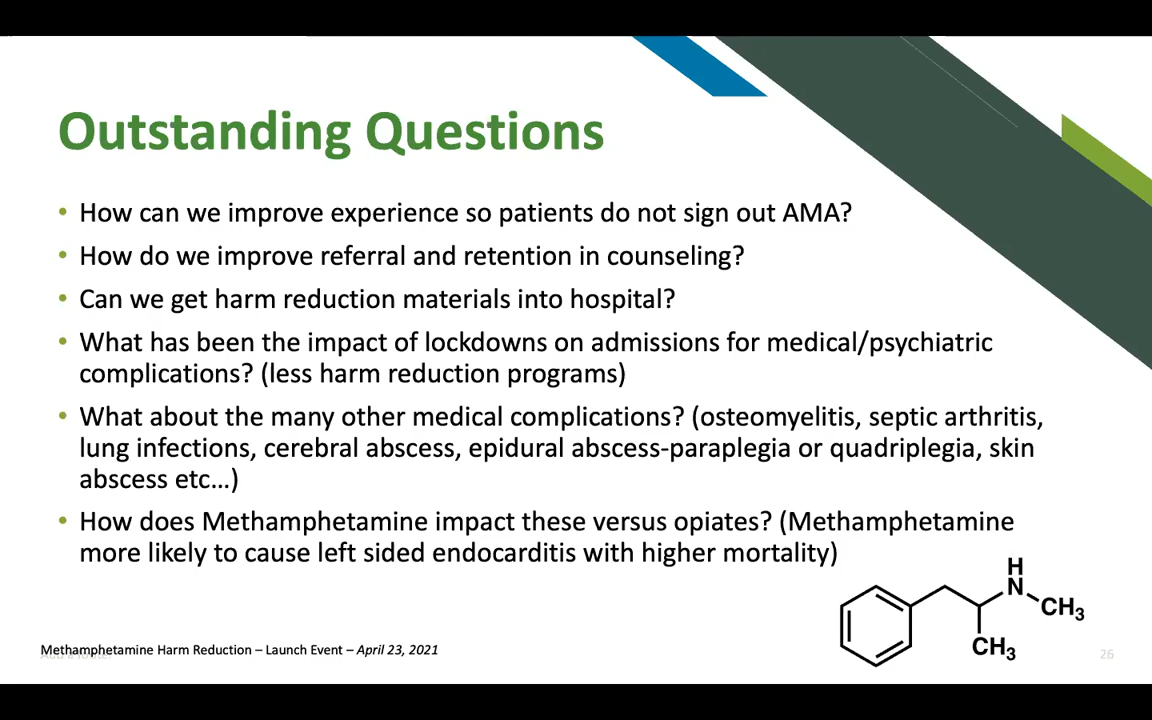 Outstanding Questions
• How can we improve experience so patients do not sign out AMA?
• How do we improve referral and retention in counseling?
• Can we get harm reduction materials into hospital?
• What has been the impact of lockdowns on admissions for medical/psychiatric
complications? (less harm reduction programs)
• What about the many other medical complications? (osteomyelitis, septic arthritis,
lung infections, cerebral abscess, epidural abscess-paraplegia or quadriplegia, skin
abscess etc…)
• How does Methamphetamine impact these versus opiates? (Methamphetamine
more likely to cause left sided endocarditis with higher mortality)
H
N
CH3
CH3
Methamphetamine Harm Reduction – Launch Event – April 23, 2021
26